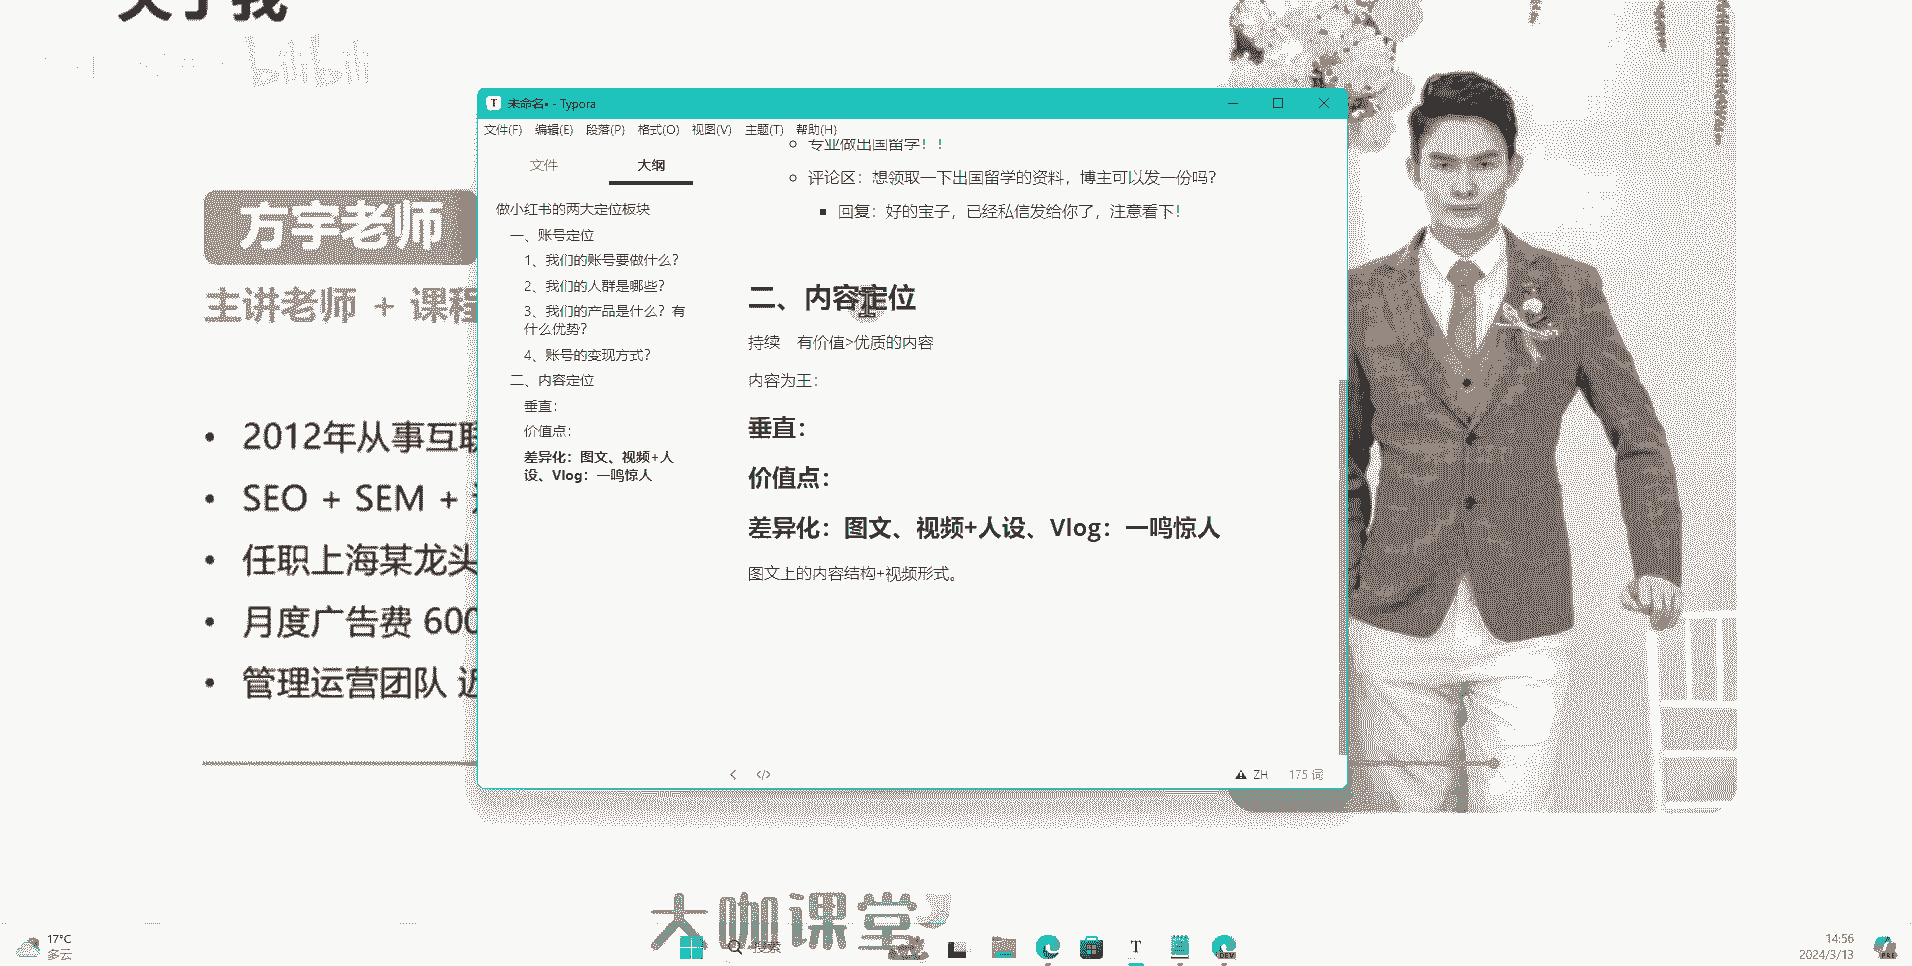 关于我
bilibili
方宇老师
主讲老师 + 课程
2012年从事互联
SEO + SEM +
任职上海某龙头
月度广告费 600
管理运营团队 近
未命名• - Typora
文件(F) 编辑(E) 段落(P) 格式(O) 视图(V) 主题(T) 帮助(H)
文件 大纲
做小红书的两大定位板块
一、账号定位
1、我们的账号要做什么？
2、我们的人群是哪些？
3、我们的产品是什么？有
什么优势？
4、账号的变现方式？
二、内容定位
垂直：
价值点：
差异化：图文、视频+人
设、Vlog：一鸣惊人
专业做出国留学！！
评论区：想领取一下出国留学的资料，博主可以发一份吗？
回复：好的宝子，已经私信发给你了，注意看下！
二、内容定位
持续 有价值>优质的内容
内容为王：
垂直：
价值点：
差异化：图文、视频+人设、Vlog：一鸣惊人
图文上的内容结构+视频形式。
ZH 175 词
大咖课堂
17°C
多云
搜索
DEV
14:56
2024/3/13
PRE